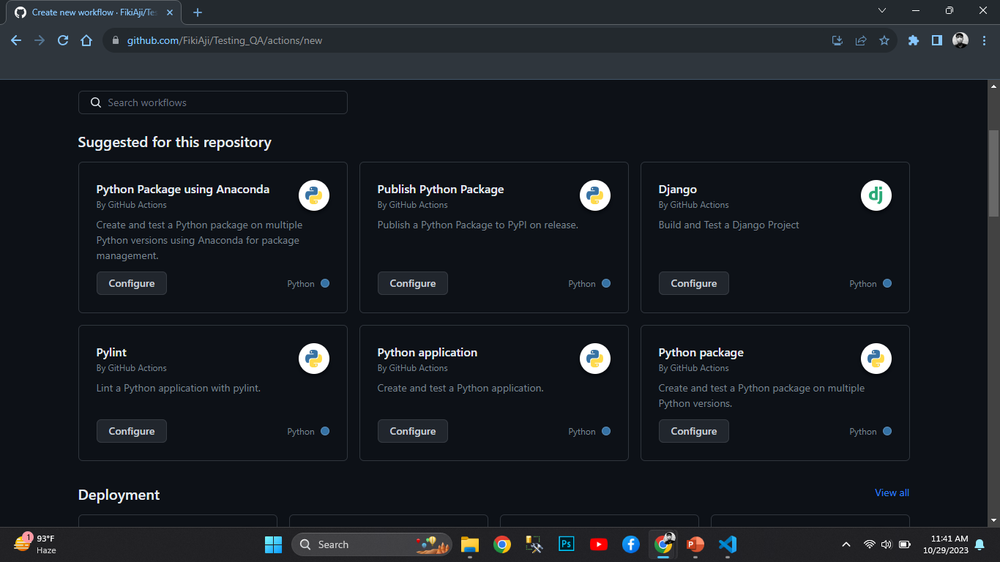 Create new workflow · FikiAji/Tes
github.com/FikiAji/Testing_QA/actions/new
Search workflows
Suggested for this repository
Python Package using Anaconda
By GitHub Actions
Create and test a Python package on multiple
Python versions using Anaconda for package
management.
Configure
Python
Publish Python Package
By GitHub Actions
Publish a Python Package to PyPI on release.
Configure
Python
Django
By GitHub Actions
Build and Test a Django Project
dj
Configure
Python
Pylint
By GitHub Actions
Lint a Python application with pylint.
Configure
Python
Python application
By GitHub Actions
Create and test a Python application.
Configure
Python
Python package
By GitHub Actions
Create and test a Python package on multiple
Python versions.
Configure
Python
Deployment
View all
1
93°F
Haze
Search
Ps
P
11:41 AM
10/29/2023